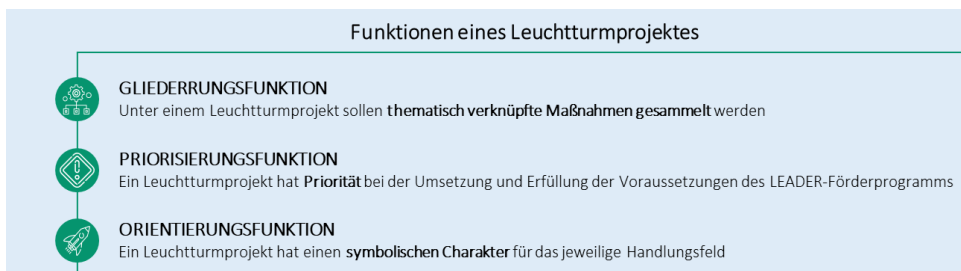 Funktionen eines Leuchtturmprojektes
GLIEDERRUNGSFUNKTION
Unter einem Leuchtturmprojekt sollen thematisch verknüpfte Maßnahmen gesammelt werden
PRIORISIERUNGSFUNKTION
Ein Leuchtturmprojekt hat Priorität bei der Umsetzung und Erfüllung der Voraussetzungen des LEADER-Förderprogramms
ORIENTIERUNGSFUNKTION
Ein Leuchtturmprojekt hat einen symbolischen Charakter für das jeweilige Handlungsfeld